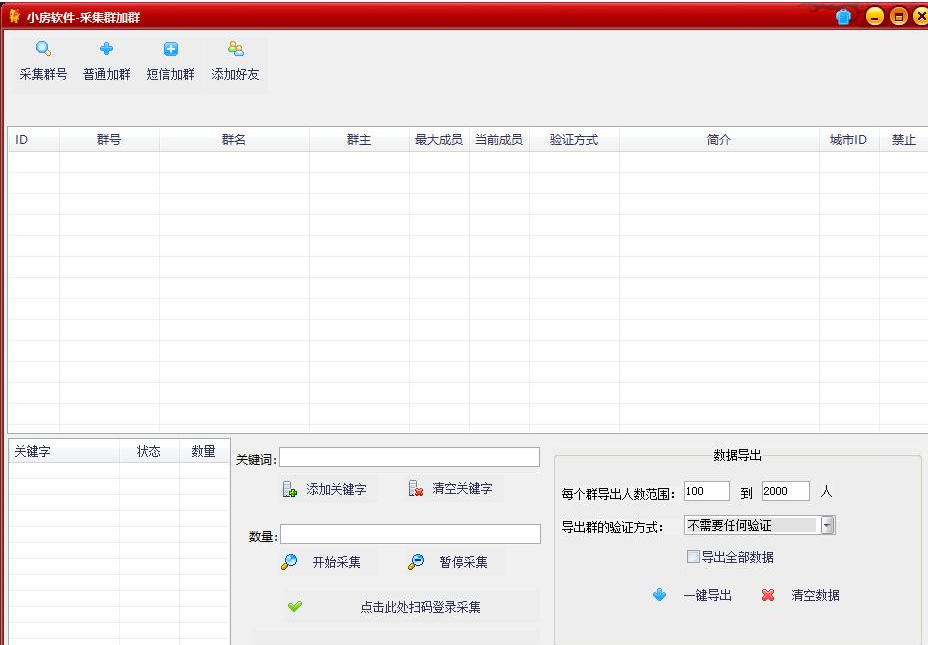 小房软件-采集群加群
采集群号 普通加群 短信加群 添加好友
ID 群号 群名 群主 最大成员 当前成员 验证方式 简介 城市ID 禁止
关键字 状态 数量
关键词:
添加关键字 清空关键字
数量:
开始采集 暂停采集
点击此处扫码登录采集
数据导出
每个群导出人数范围: 100 到 2000 人
导出群的验证方式: 不需要任何验证
导出全部数据
一键导出 清空数据